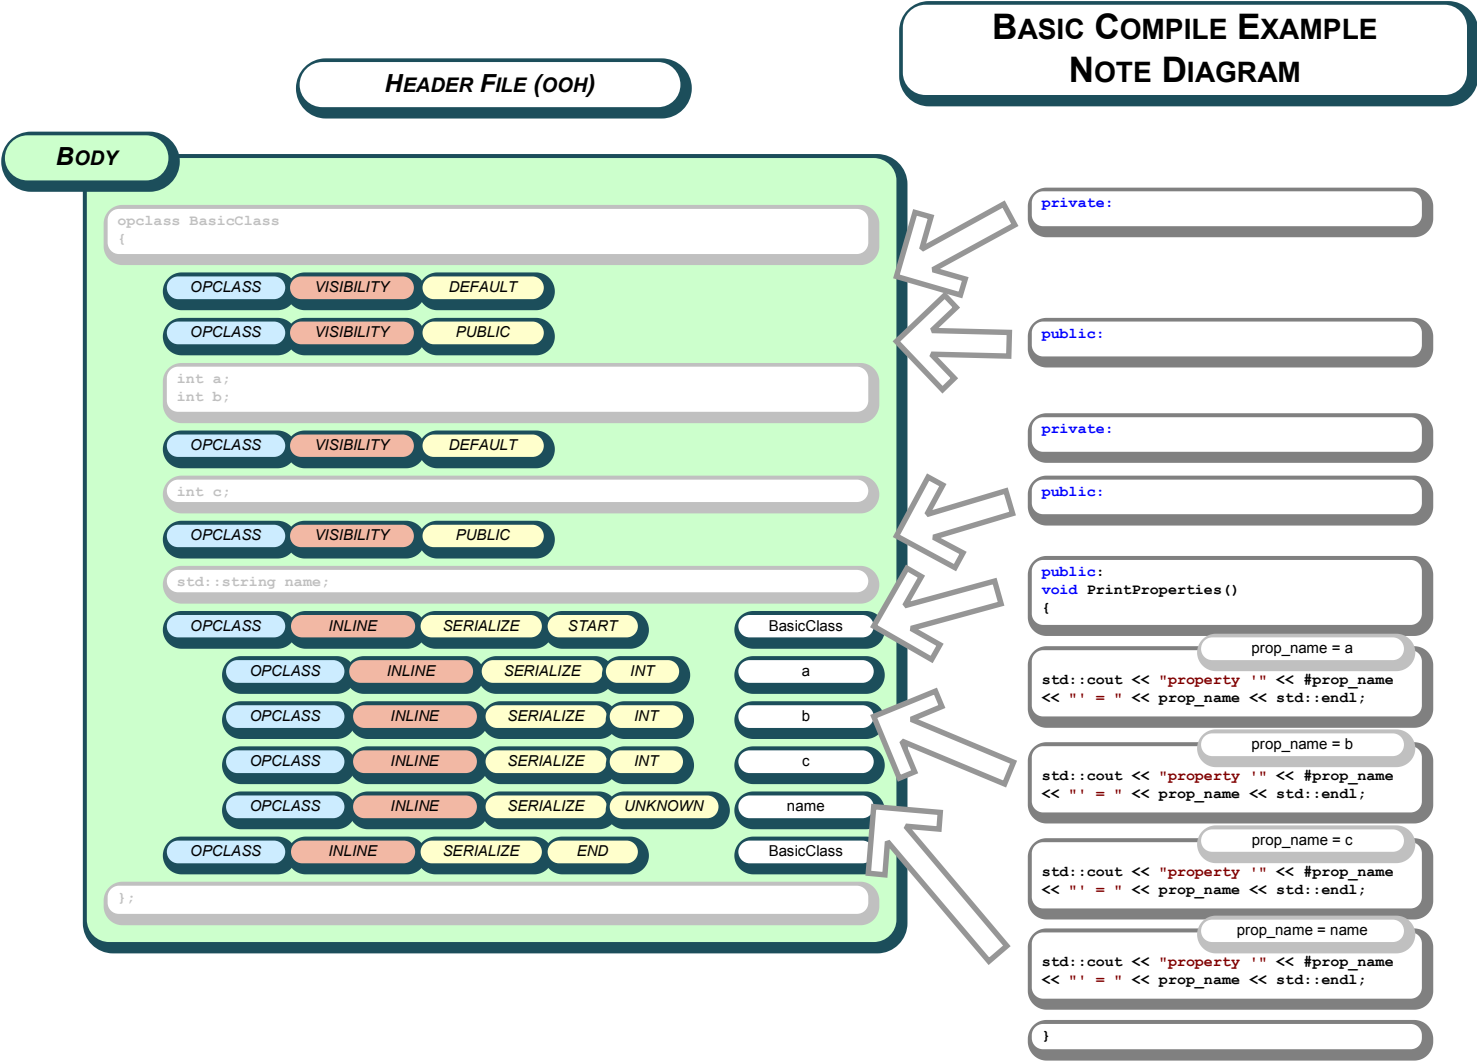 BASIC COMPILE EXAMPLE
NOTE DIAGRAM
HEADER FILE (OOH)
BODY
opclass BasicClass
{
OPCLASS VISIBILITY DEFAULT
OPCLASS VISIBILITY PUBLIC
int a;
int b;
OPCLASS VISIBILITY DEFAULT
int c;
OPCLASS VISIBILITY PUBLIC
std::string name;
OPCLASS INLINE SERIALIZE START BasicClass
OPCLASS INLINE SERIALIZE INT a
OPCLASS INLINE SERIALIZE INT b
OPCLASS INLINE SERIALIZE INT c
OPCLASS INLINE SERIALIZE UNKNOWN name
OPCLASS INLINE SERIALIZE END BasicClass
};
private:
public:
private:
public:
public:
void PrintProperties()
{
prop_name = a
std::cout << "property '" << #prop_name
<< "' = " << prop_name << std::endl;
prop_name = b
std::cout << "property '" << #prop_name
<< "' = " << prop_name << std::endl;
prop_name = c
std::cout << "property '" << #prop_name
<< "' = " << prop_name << std::endl;
prop_name = name
std::cout << "property '" << #prop_name
<< "' = " << prop_name << std::endl;
}